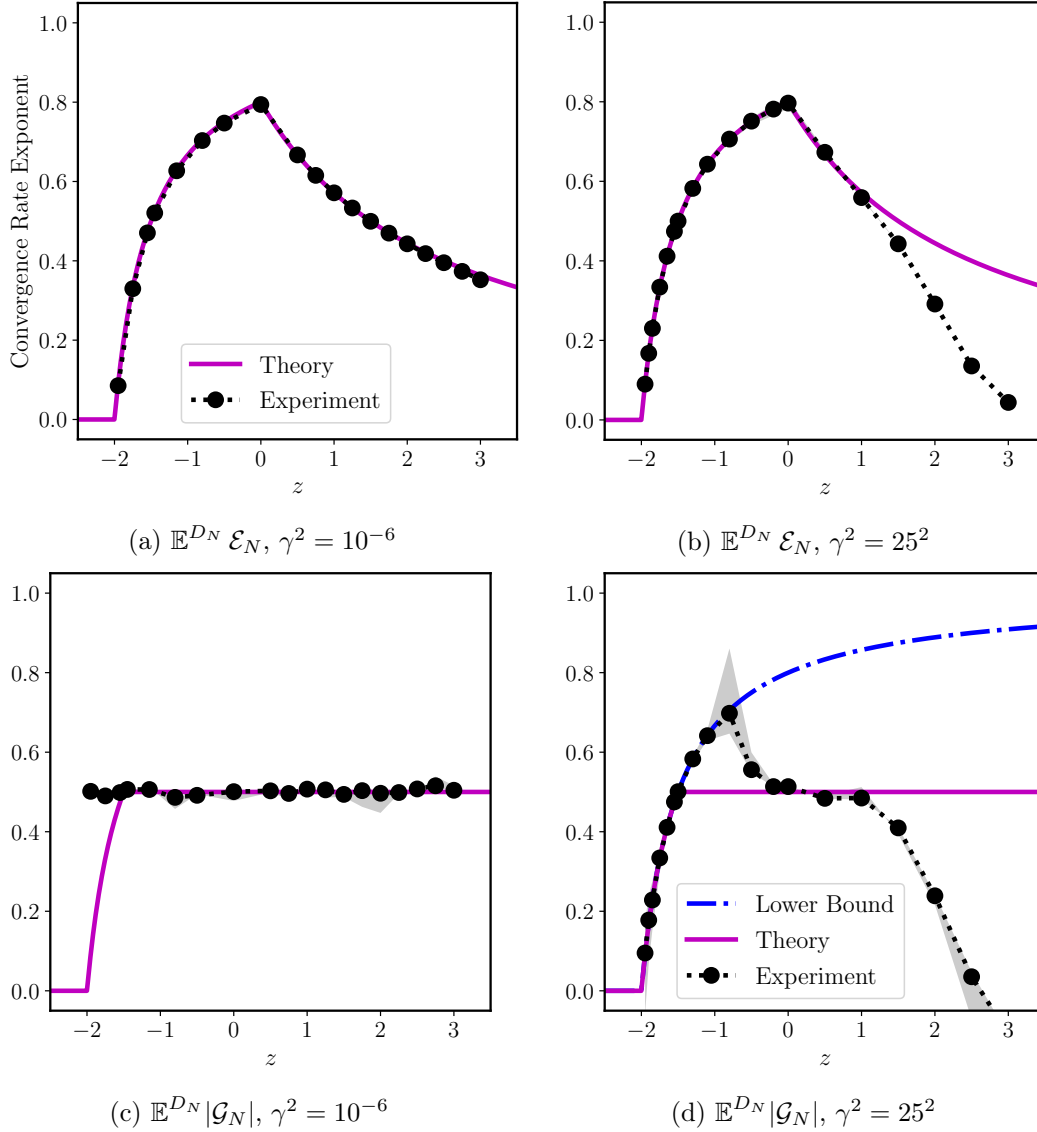 1.0
0.8
0.6
0.4
0.2
0.0
Convergence Rate Exponent
Theory
Experiment
−2 −1 0 1 2 3
z
(a) 𝔼^{D_N} ℰ_N, γ² = 10⁻⁶
1.0
0.8
0.6
0.4
0.2
0.0
−2 −1 0 1 2 3
z
(b) 𝔼^{D_N} ℰ_N, γ² = 25²
1.0
0.8
0.6
0.4
0.2
0.0
−2 −1 0 1 2 3
z
(c) 𝔼^{D_N}|𝒢_N|, γ² = 10⁻⁶
1.0
0.8
0.6
0.4
0.2
0.0
Lower Bound
Theory
Experiment
−2 −1 0 1 2 3
z
(d) 𝔼^{D_N}|𝒢_N|, γ² = 25²